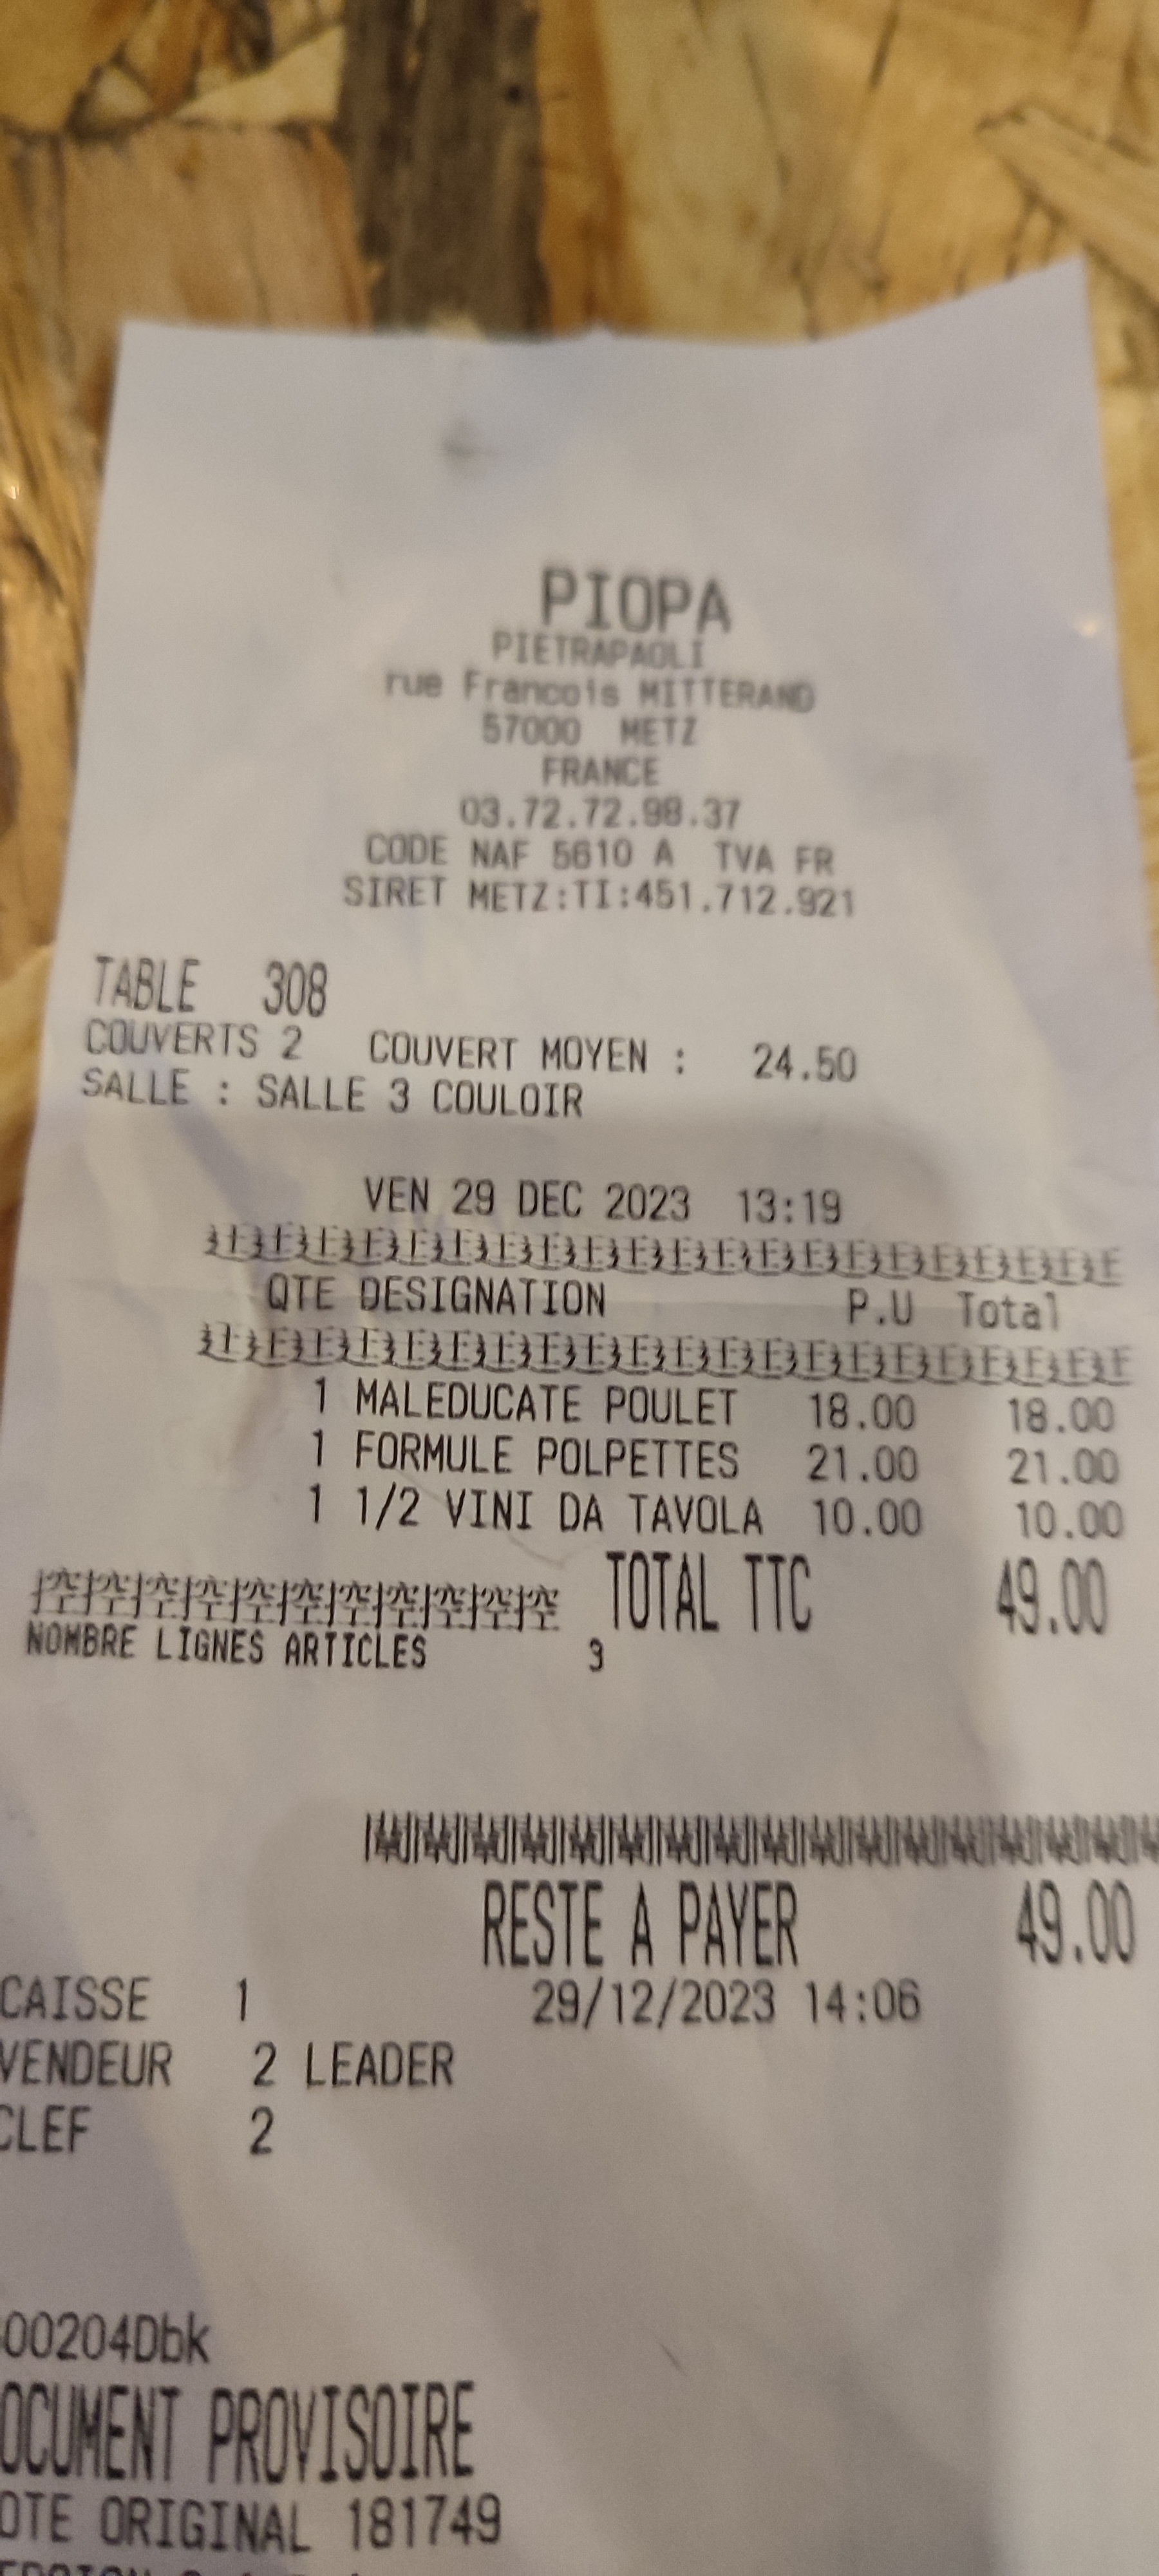 PIOPA
PIETRAPAOLI
rue Francois MITTERAND
57000 METZ
FRANCE
03.72.72.98.37
CODE NAF 5610 A TVA FR
SIRET METZ:TI:451.712.921
TABLE 308
COUVERTS 2 COUVERT MOYEN : 24.50
SALLE : SALLE 3 COULOIR
VEN 29 DEC 2023 13:19
QTE DESIGNATION P.U Total
1 MALEDUCATE POULET 18.00 18.00
1 FORMULE POLPETTES 21.00 21.00
1 1/2 VINI DA TAVOLA 10.00 10.00
TOTAL TTC 49.00
NOMBRE LIGNES ARTICLES 3
RESTE A PAYER 49.00
CAISSE 1 29/12/2023 14:06
VENDEUR 2 LEADER
CLEF 2
00204Dbk
OCUMENT PROVISOIRE
OTE ORIGINAL 181749